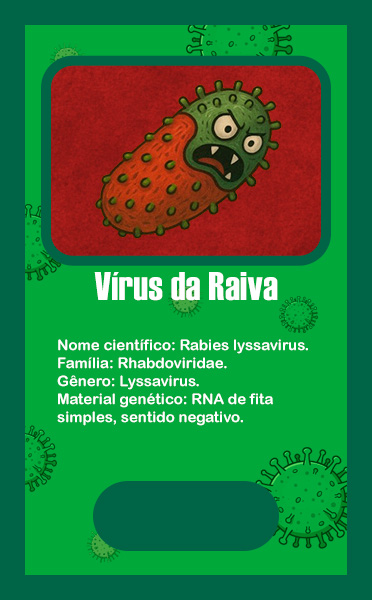 Vírus da Raiva
Nome científico: Rabies lyssavirus.
Família: Rhabdoviridae.
Gênero: Lyssavirus.
Material genético: RNA de fita
simples, sentido negativo.